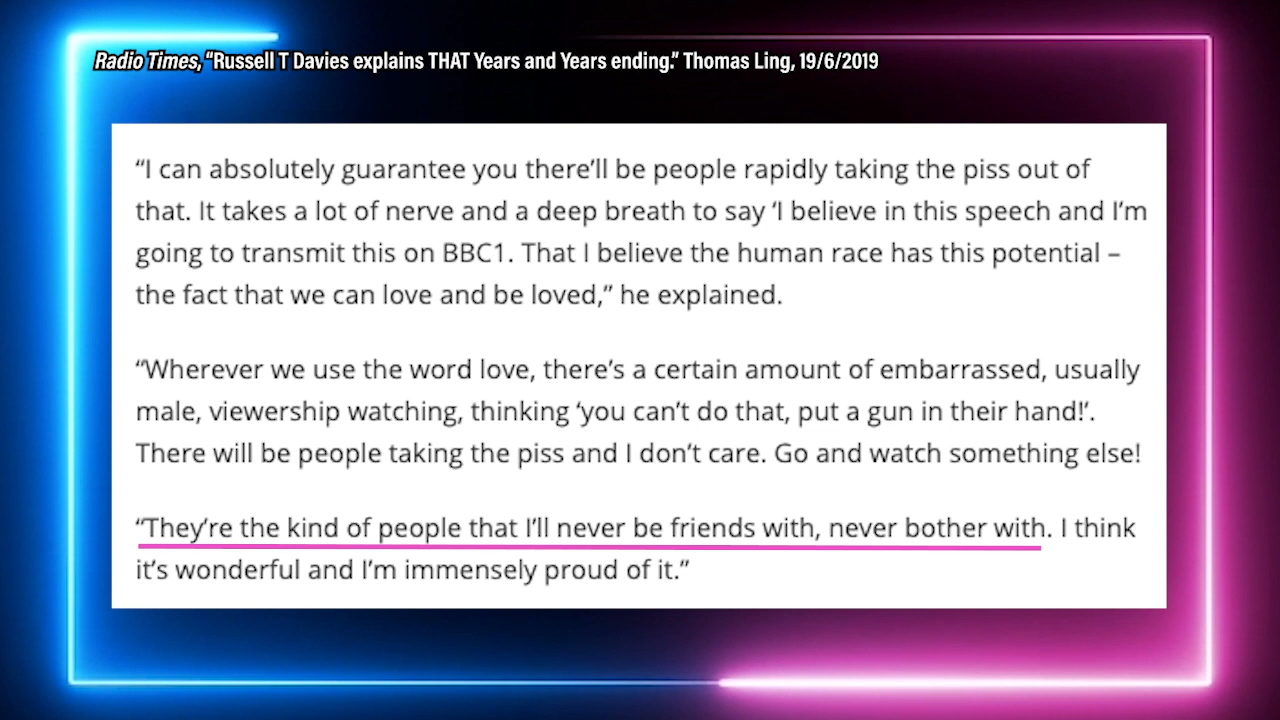 Radio Times, “Russell T Davies explains THAT Years and Years ending.” Thomas Ling, 19/6/2019
“I can absolutely guarantee you there’ll be people rapidly taking the piss out of
that. It takes a lot of nerve and a deep breath to say ‘I believe in this speech and I’m
going to transmit this on BBC1. That I believe the human race has this potential –
the fact that we can love and be loved,” he explained.
“Wherever we use the word love, there’s a certain amount of embarrassed, usually
male, viewership watching, thinking ‘you can’t do that, put a gun in their hand!’.
There will be people taking the piss and I don’t care. Go and watch something else!
“They’re the kind of people that I’ll never be friends with, never bother with. I think
it’s wonderful and I’m immensely proud of it.”